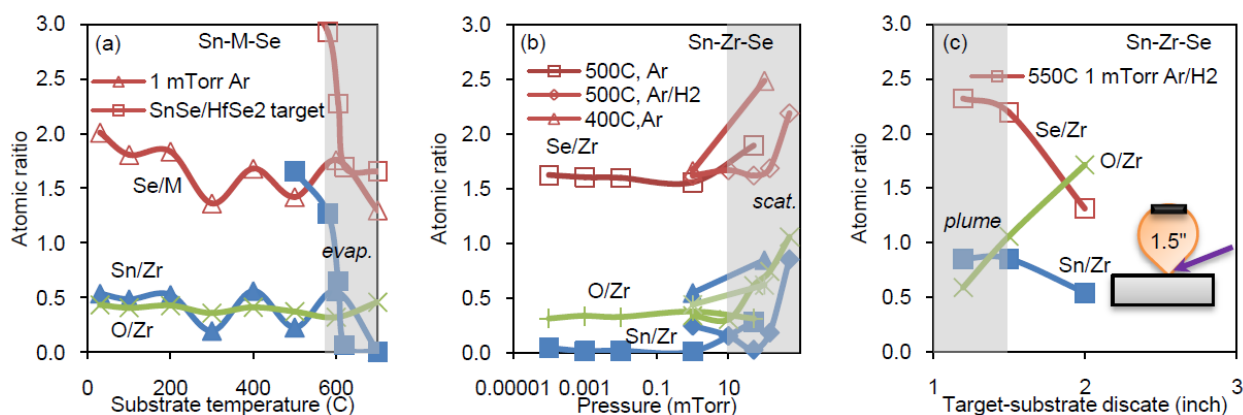 (a)
Sn-M-Se
1 mTorr Ar
SnSe/HfSe2 target
Se/M
Sn/Zr
O/Zr
evap.
Atomic raitio
3.0
2.5
2.0
1.5
1.0
0.5
0.0
0 200 400 600
Substrate temperature (C)
(b)
Sn-Zr-Se
500C, Ar
500C, Ar/H2
400C,Ar
Se/Zr
scat.
O/Zr
Sn/Zr
Atomic ratio
3.0
2.5
2.0
1.5
1.0
0.5
0.0
0.00001 0.001 0.1 10
Pressure (mTorr)
(c)
Sn-Zr-Se
550C 1 mTorr Ar/H2
Se/Zr
O/Zr
plume
1.5"
Sn/Zr
Atomic ratio
3.0
2.5
2.0
1.5
1.0
0.5
0.0
1 2 3
Target-substrate discate (inch)